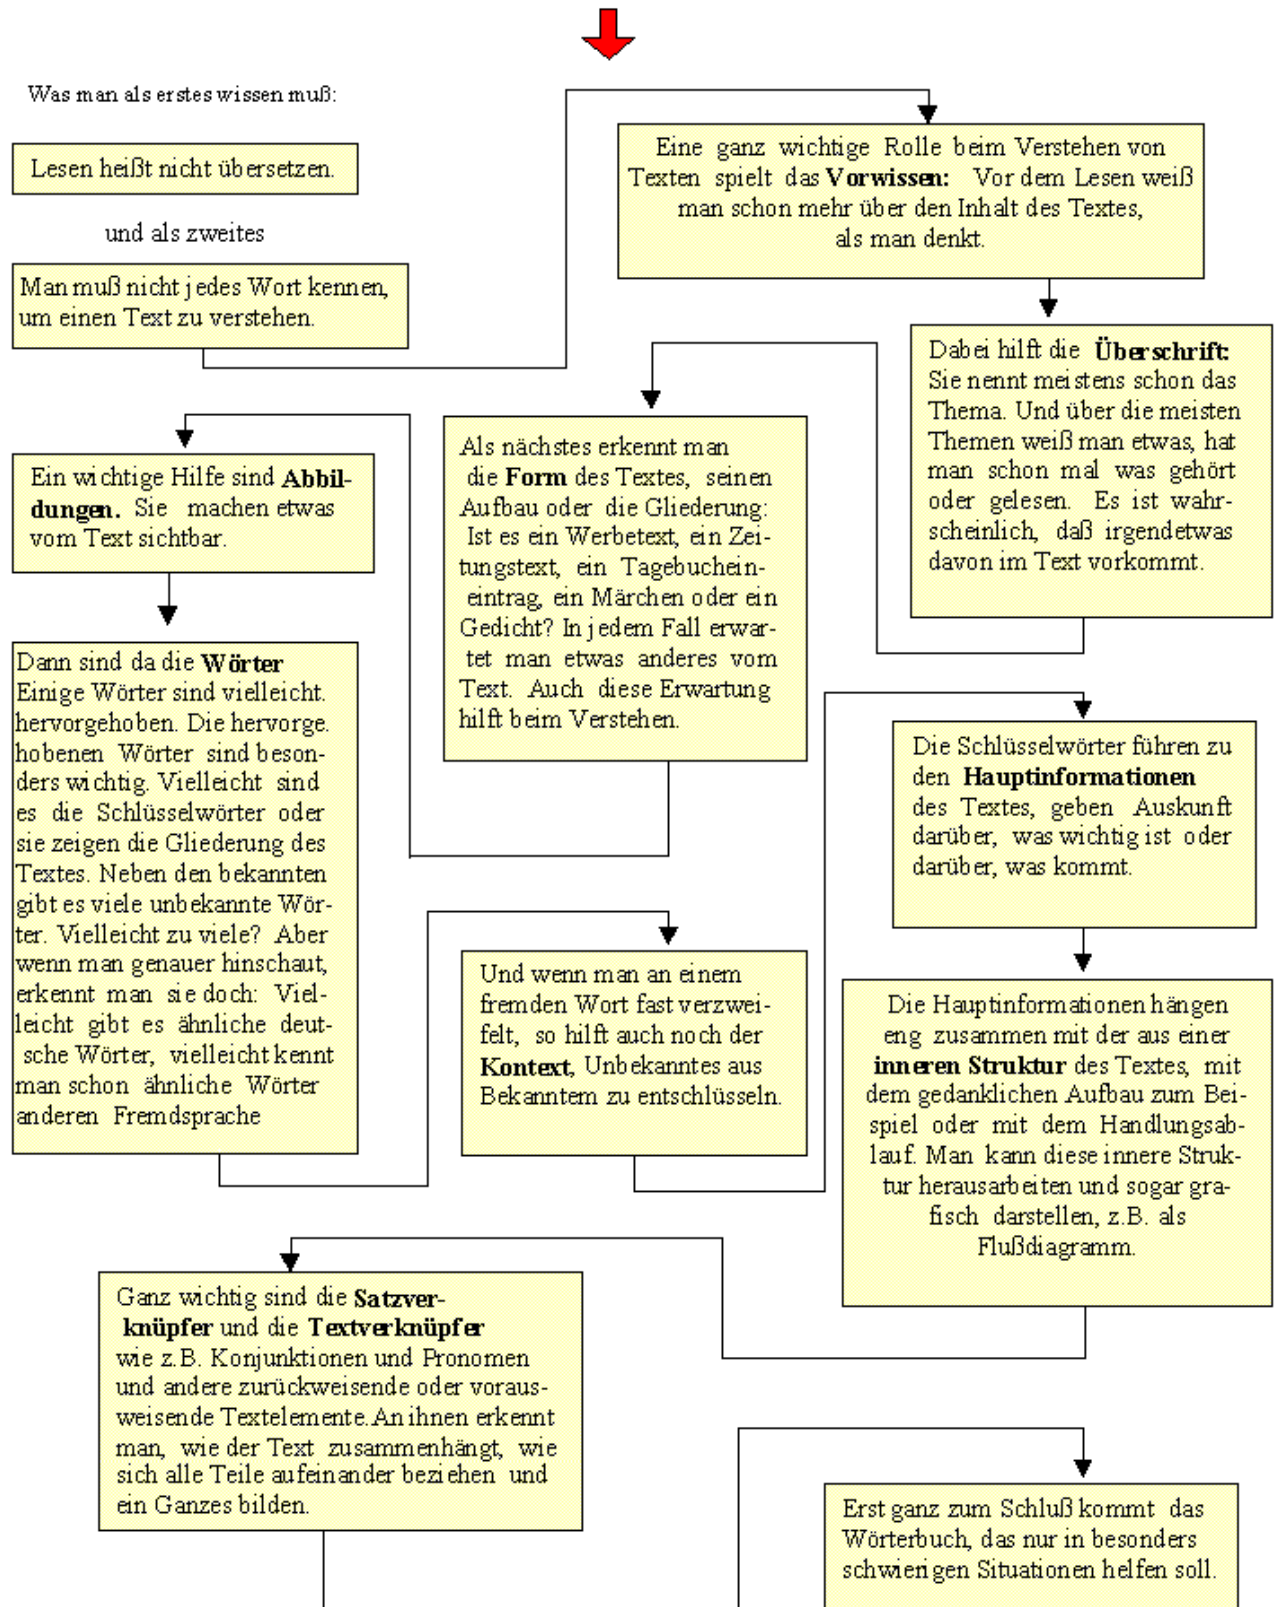 Was man als erstes wissen muß:
Lesen heißt nicht übersetzen.
und als zweites
Man muß nicht jedes Wort kennen,
um einen Text zu verstehen.
Eine ganz wichtige Rolle beim Verstehen von
Texten spielt das Vorwissen: Vor dem Lesen weiß
man schon mehr über den Inhalt des Textes,
als man denkt.
Dabei hilft die Überschrift:
Sie nennt meistens schon das
Thema. Und über die meisten
Themen weiß man etwas, hat
man schon mal was gehört
oder gelesen. Es ist wahr-
scheinlich, daß irgendetwas
davon im Text vorkommt.
Als nächstes erkennt man
die Form des Textes, seinen
Aufbau oder die Gliederung:
Ist es ein Werbetext, ein Zei-
tungstext, ein Tagebuchein-
eintrag, ein Märchen oder ein
Gedicht? In jedem Fall erwar-
tet man etwas anderes vom
Text. Auch diese Erwartung
hilft beim Verstehen.
Ein wichtige Hilfe sind Abbil-
dungen. Sie machen etwas
vom Text sichtbar.
Dann sind da die Wörter
Einige Wörter sind vielleicht.
hervorgehoben. Die hervorge.
hobenen Wörter sind beson-
ders wichtig. Vielleicht sind
es die Schlüsselwörter oder
sie zeigen die Gliederung des
Textes. Neben den bekannten
gibt es viele unbekannte Wör-
ter. Vielleicht zu viele? Aber
wenn man genauer hinschaut,
erkennt man sie doch: Viel-
leicht gibt es ähnliche deut-
sche Wörter, vielleicht kennt
man schon ähnliche Wörter
anderen Fremdsprache
Und wenn man an einem
fremden Wort fast verzwei-
felt, so hilft auch noch der
Kontext, Unbekanntes aus
Bekanntem zu entschlüsseln.
Die Schlüsselwörter führen zu
den Hauptinformationen
des Textes, geben Auskunft
darüber, was wichtig ist oder
darüber, was kommt.
Die Hauptinformationen hängen
eng zusammen mit der aus einer
inneren Struktur des Textes, mit
dem gedanklichen Aufbau zum Bei-
spiel oder mit dem Handlungsab-
lauf. Man kann diese innere Struk-
tur herausarbeiten und sogar gra-
fisch darstellen, z.B. als
Flußdiagramm.
Ganz wichtig sind die Satzver-
knüpfer und die Textverknüpfer
wie z.B. Konjunktionen und Pronomen
und andere zurückweisende oder voraus-
weisende Textelemente. An ihnen erkennt
man, wie der Text zusammenhängt, wie
sich alle Teile aufeinander beziehen und
ein Ganzes bilden.
Erst ganz zum Schluß kommt das
Wörterbuch, das nur in besonders
schwierigen Situationen helfen soll.